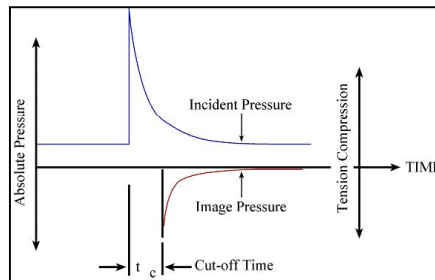 Absolute Pressure
Incident Pressure
Tension Compression
TIME
Image Pressure
t c
Cut-off Time